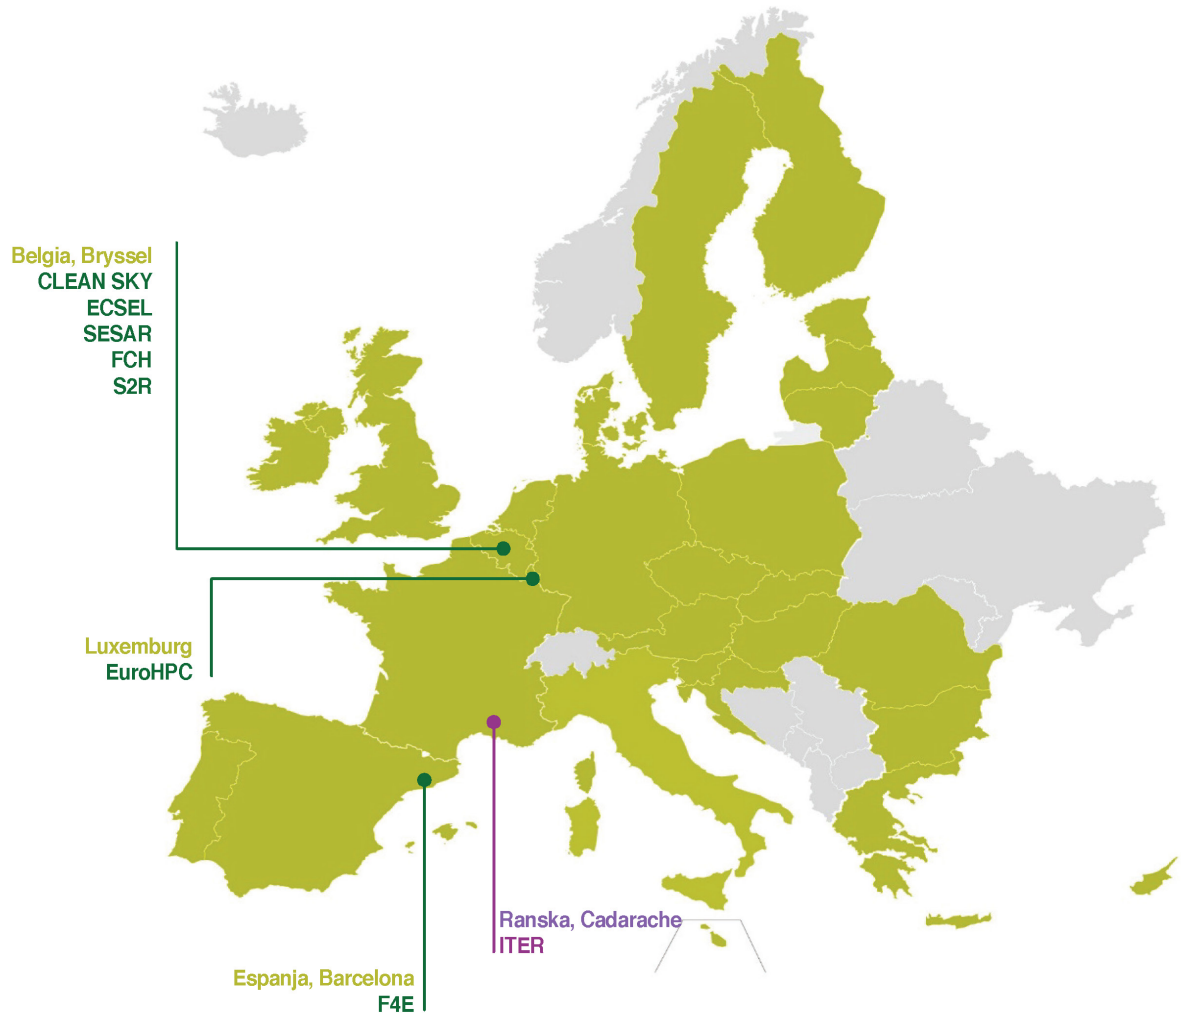 Belgia, Bryssel
CLEAN SKY
ECSEL
SESAR
FCH
S2R
Luxemburg
EuroHPC
Ranska, Cadarache
ITER
Espanja, Barcelona
F4E